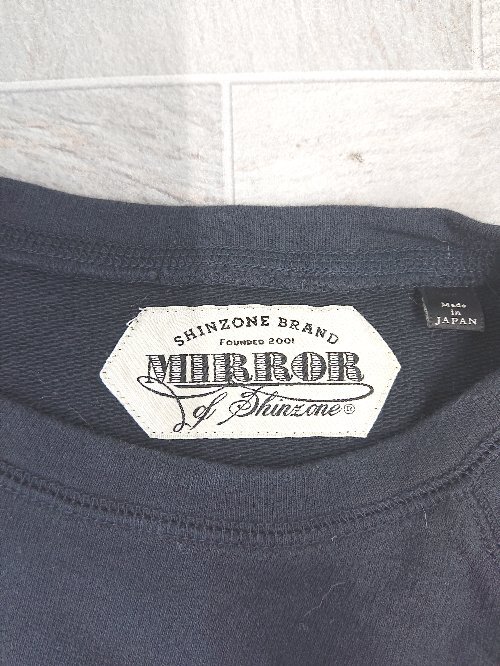 SHINZONE BRAND
FOUNDED 2001
MIRROR
of Shinzone®
Made
in
JAPAN